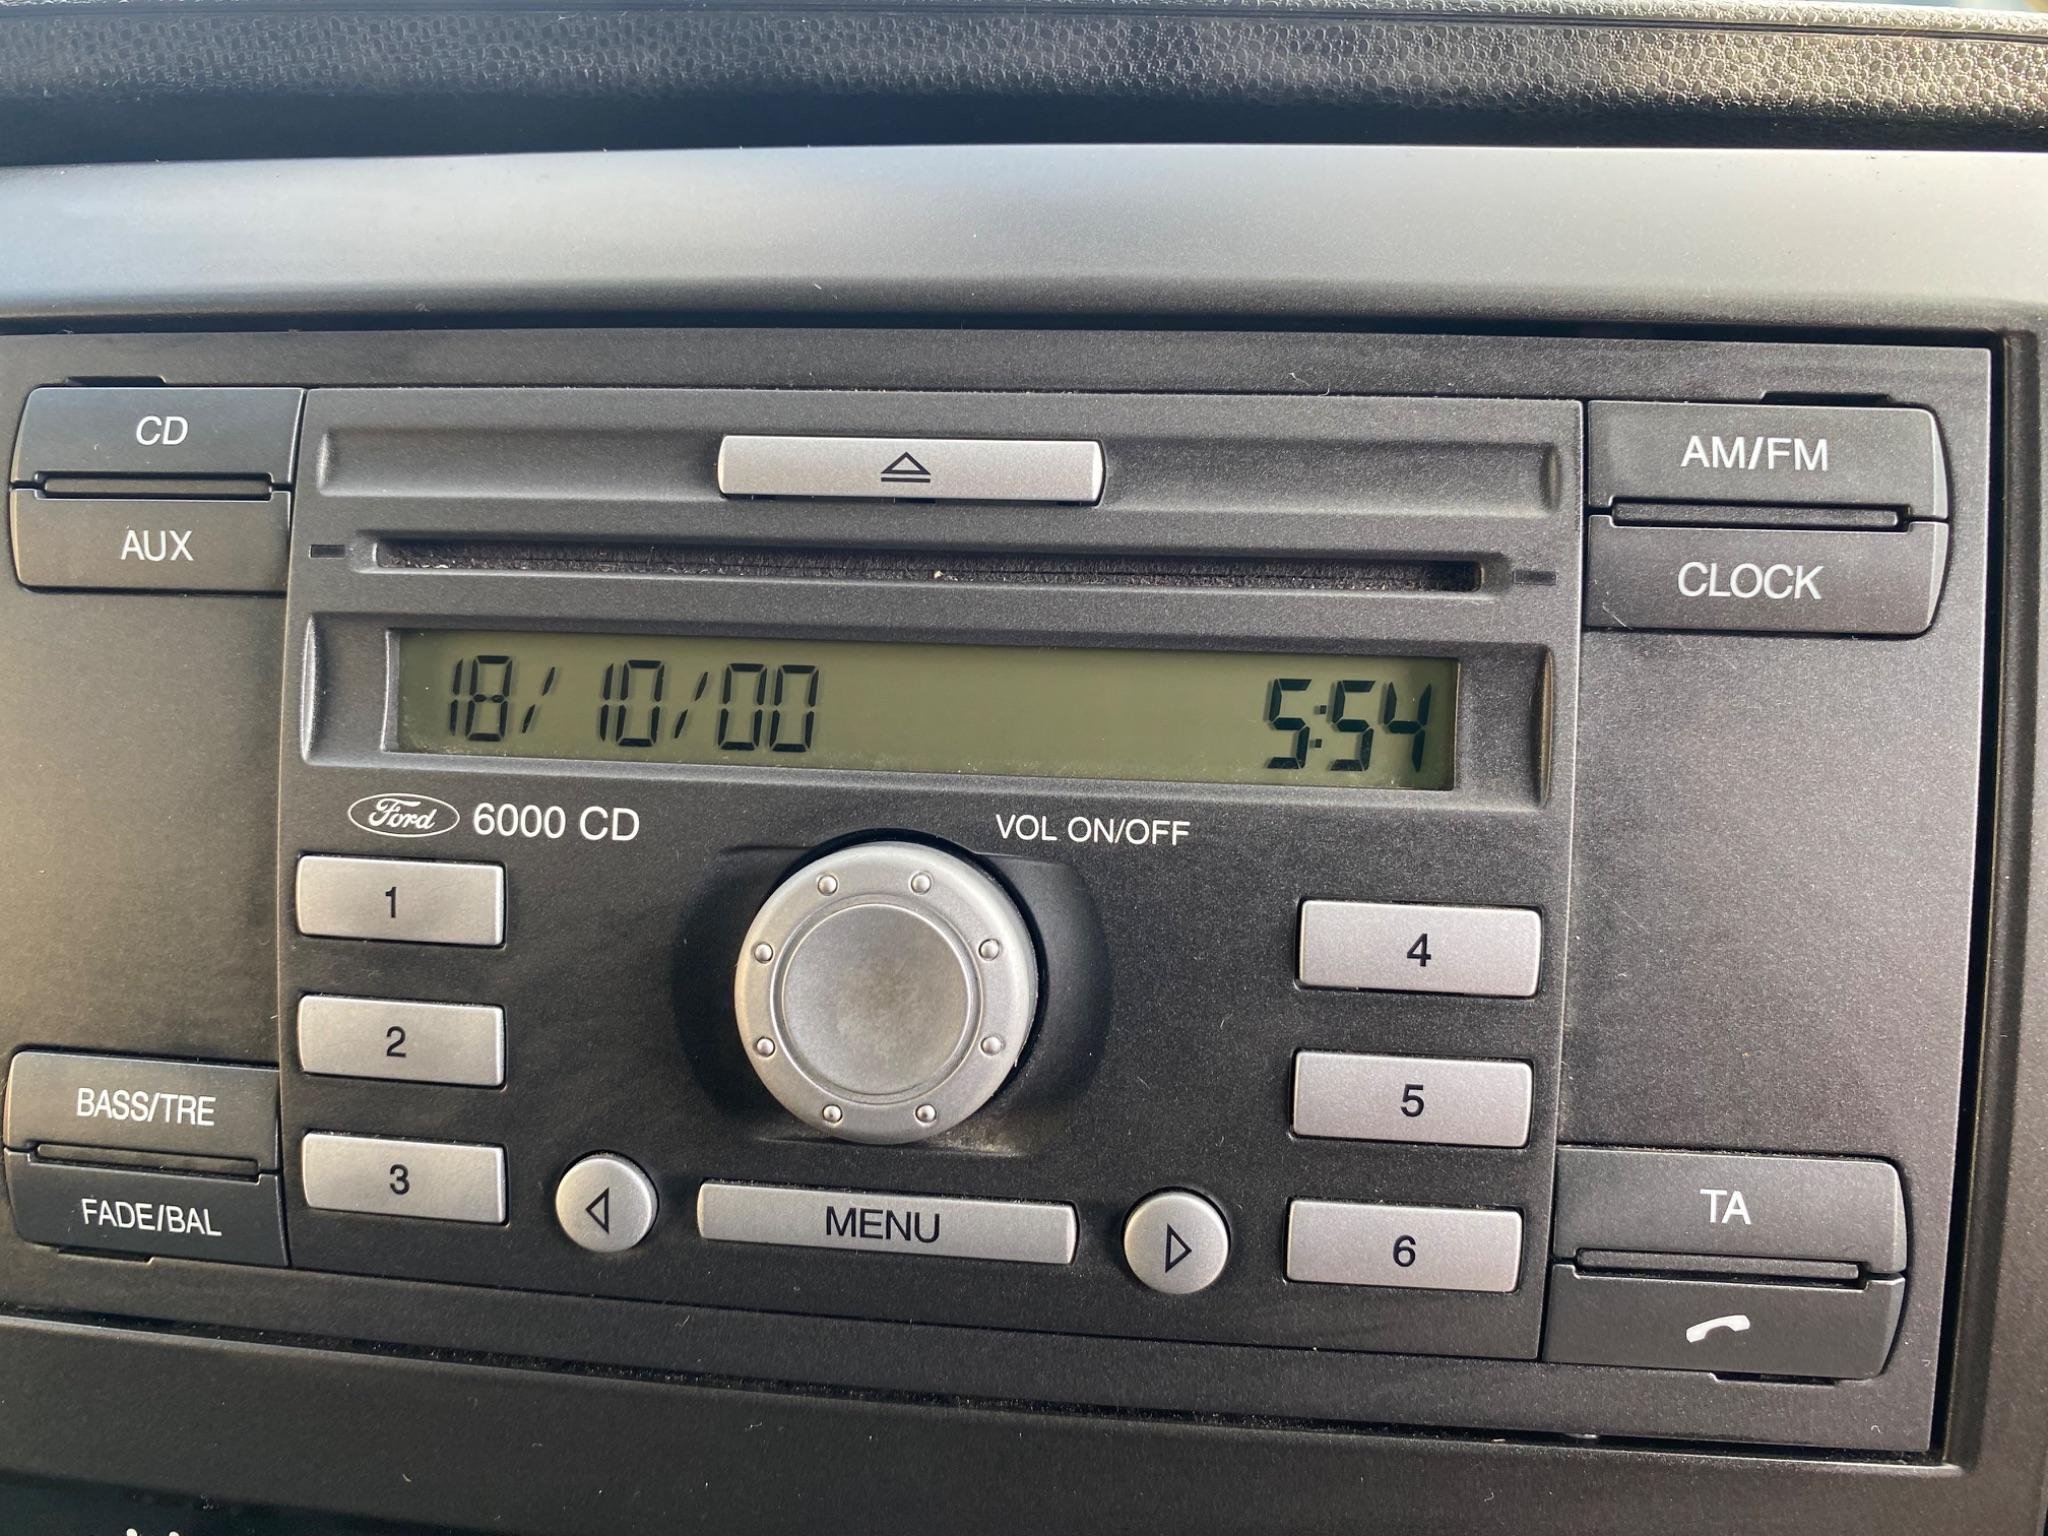 CD
AUX
AM/FM
CLOCK
18/10/00 5:54
Ford 6000 CD
VOL ON/OFF
1
2
3
4
5
6
BASS/TRE
FADE/BAL
MENU
TA